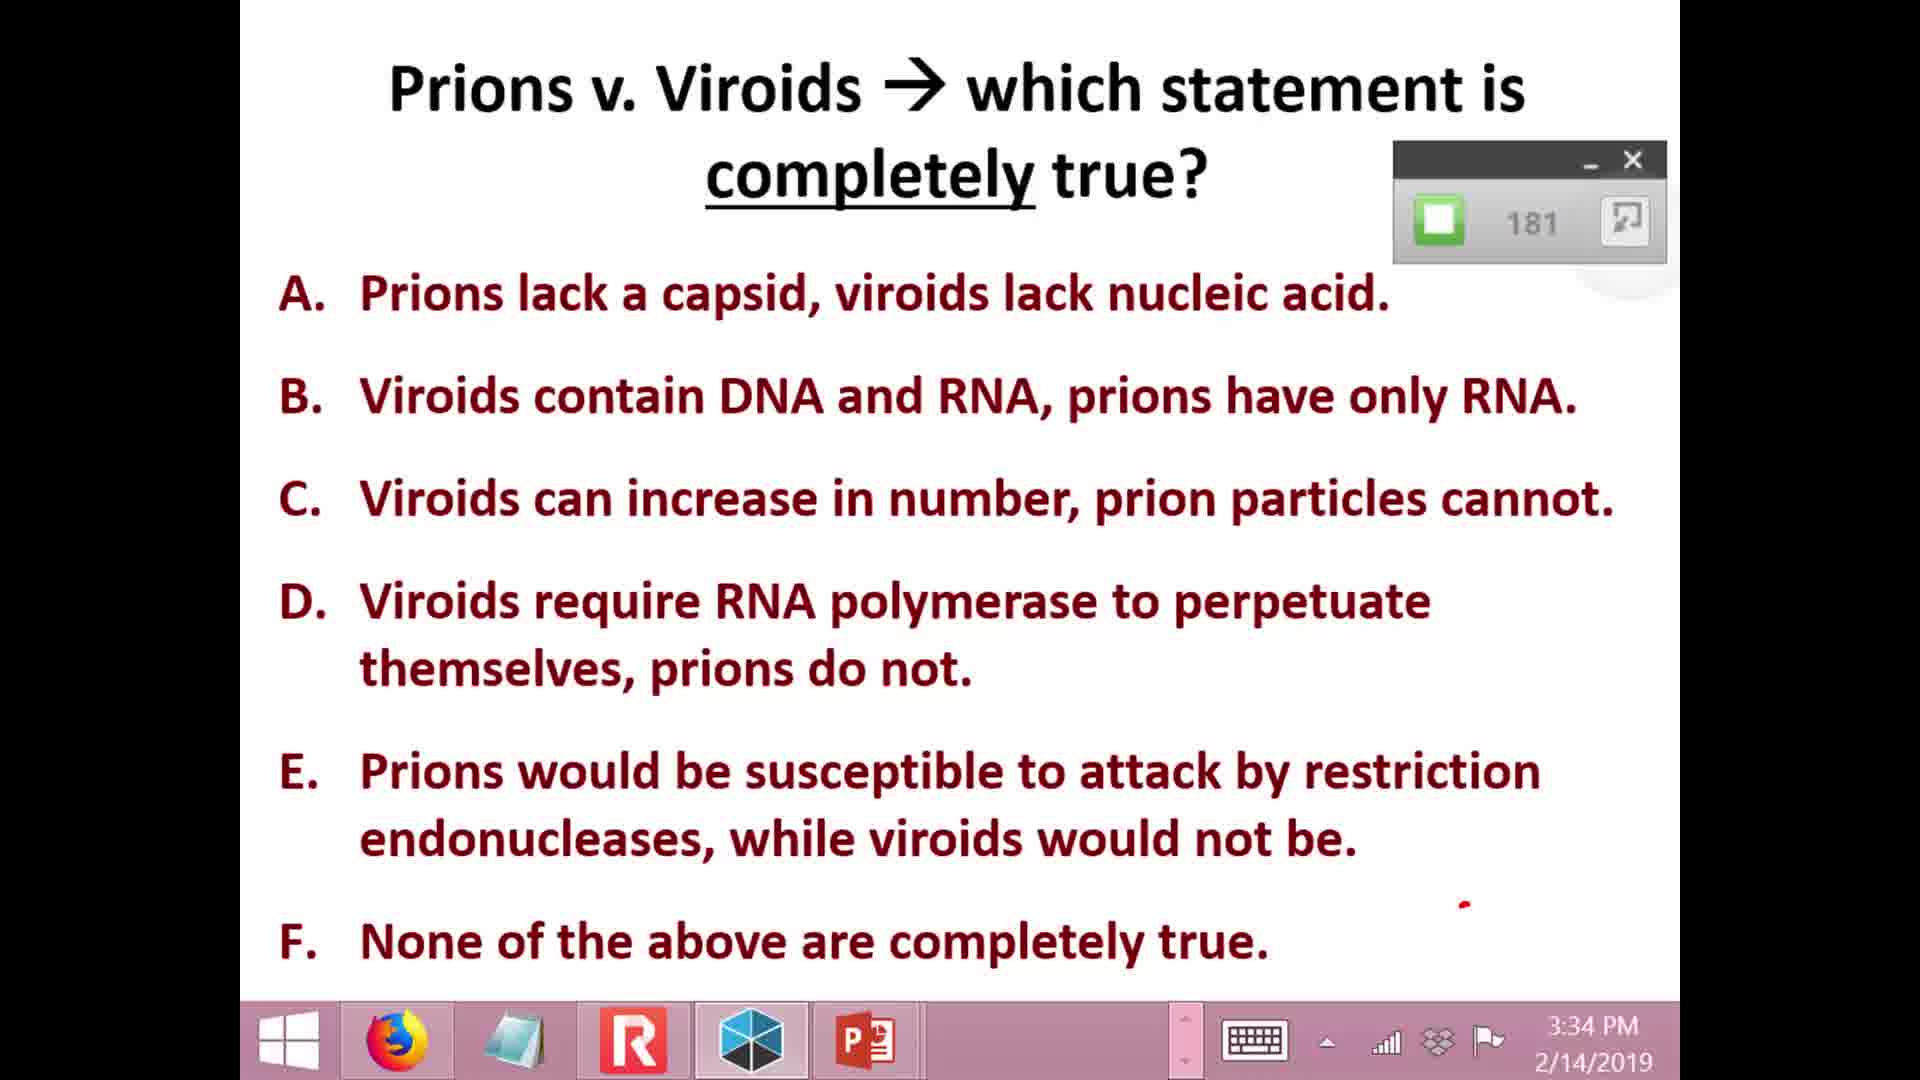 Prions v. Viroids → which statement is
completely true?
181
A. Prions lack a capsid, viroids lack nucleic acid.
B. Viroids contain DNA and RNA, prions have only RNA.
C. Viroids can increase in number, prion particles cannot.
D. Viroids require RNA polymerase to perpetuate
themselves, prions do not.
E. Prions would be susceptible to attack by restriction
endonucleases, while viroids would not be.
F. None of the above are completely true.
3:34 PM
2/14/2019